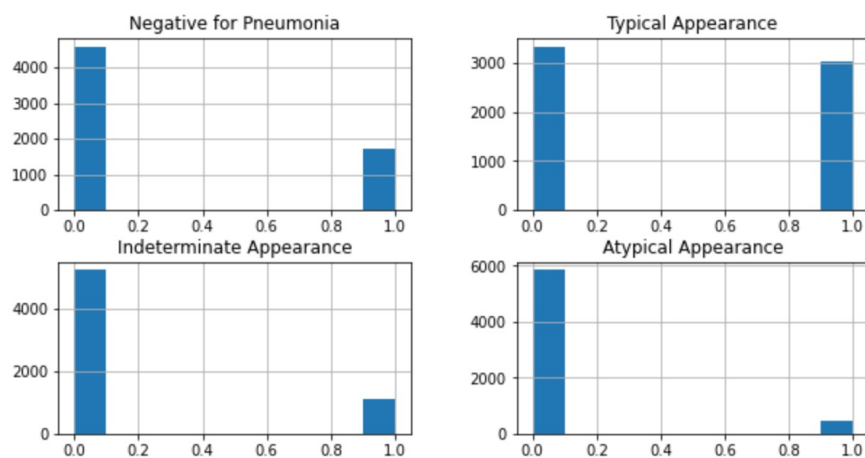 Negative for Pneumonia
4000
3000
2000
1000
0
0.0 0.2 0.4 0.6 0.8 1.0
Typical Appearance
3000
2000
1000
0
0.0 0.2 0.4 0.6 0.8 1.0
Indeterminate Appearance
4000
2000
0
0.0 0.2 0.4 0.6 0.8 1.0
Atypical Appearance
6000
4000
2000
0
0.0 0.2 0.4 0.6 0.8 1.0